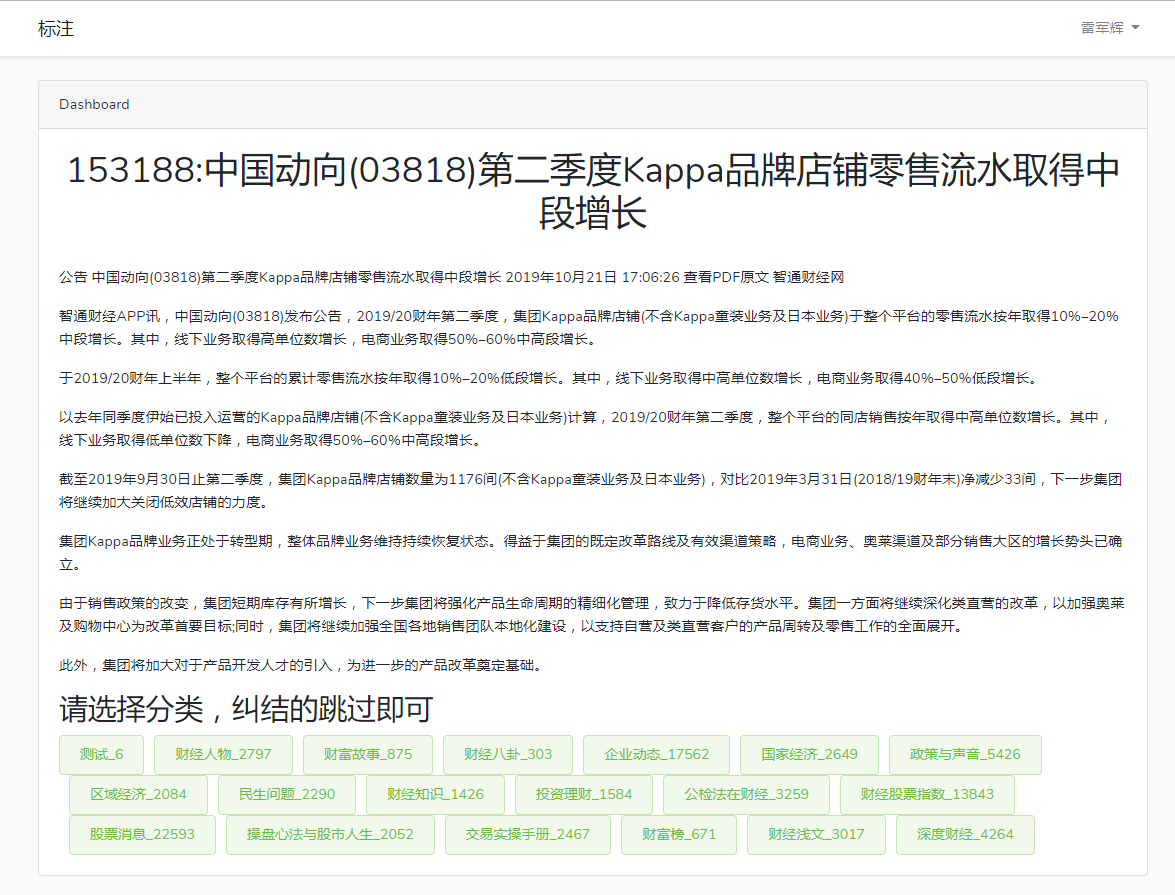 标注
雷军辉
Dashboard
153188:中国动向(03818)第二季度Kappa品牌店铺零售流水取得中
段增长
公告 中国动向(03818)第二季度Kappa品牌店铺零售流水取得中段增长 2019年10月21日 17:06:26 查看PDF原文 智通财经网
智通财经APP讯，中国动向(03818)发布公告，2019/20财年第二季度，集团Kappa品牌店铺(不含Kappa童装业务及日本业务)于整个平台的零售流水按年取得10%–20%
中段增长。其中，线下业务取得高单位数增长，电商业务取得50%–60%中高段增长。
于2019/20财年上半年，整个平台的累计零售流水按年取得10%–20%低段增长。其中，线下业务取得中高单位数增长，电商业务取得40%–50%低段增长。
以去年同季度伊始已投入运营的Kappa品牌店铺(不含Kappa童装业务及日本业务)计算，2019/20财年第二季度，整个平台的同店销售按年取得中高单位数增长。其中，
线下业务取得低单位数下降，电商业务取得50%–60%中高段增长。
截至2019年9月30日止第二季度，集团Kappa品牌店铺数量为1176间(不含Kappa童装业务及日本业务)，对比2019年3月31日(2018/19财年末)净减少33间，下一步集团
将继续加大关闭低效店铺的力度。
集团Kappa品牌业务正处于转型期，整体品牌业务维持持续恢复状态。得益于集团的既定改革路线及有效渠道策略，电商业务、奥莱渠道及部分销售大区的增长势头已确
立。
由于销售政策的改变，集团短期库存有所增长，下一步集团将强化产品生命周期的精细化管理，致力于降低存货水平。集团一方面将继续深化类直营的改革，以加强奥莱
及购物中心为改革首要目标;同时，集团将继续加强全国各地销售团队本地化建设，以支持自营及类直营客户的产品周转及零售工作的全面展开。
此外，集团将加大对于产品开发人才的引入，为进一步的产品改革奠定基础。
请选择分类，纠结的跳过即可
测试_6 财经人物_2797 财富故事_875 财经八卦_303 企业动态_17562 国家经济_2649 政策与声音_5426
区域经济_2084 民生问题_2290 财经知识_1426 投资理财_1584 公检法在财经_3259 财经股票指数_13843
股票消息_22593 操盘心法与股市人生_2052 交易实操手册_2467 财富榜_671 财经浅文_3017 深度财经_4264